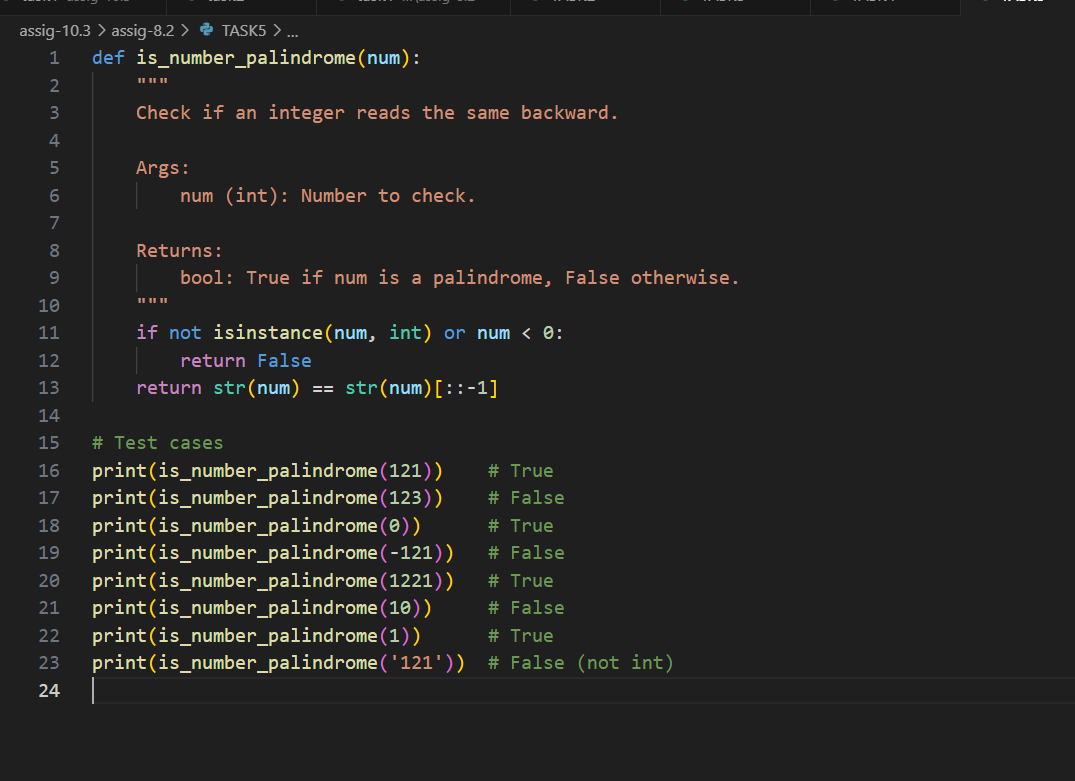 assig-10.3 > assig-8.2 > TASK5 > ...
1 def is_number_palindrome(num):
2     """
3     Check if an integer reads the same backward.
4
5     Args:
6         num (int): Number to check.
7
8     Returns:
9         bool: True if num is a palindrome, False otherwise.
10     """
11     if not isinstance(num, int) or num < 0:
12         return False
13     return str(num) == str(num)[::-1]
14
15 # Test cases
16 print(is_number_palindrome(121))    # True
17 print(is_number_palindrome(123))    # False
18 print(is_number_palindrome(0))      # True
19 print(is_number_palindrome(-121))   # False
20 print(is_number_palindrome(1221))   # True
21 print(is_number_palindrome(10))     # False
22 print(is_number_palindrome(1))      # True
23 print(is_number_palindrome('121'))  # False (not int)
24